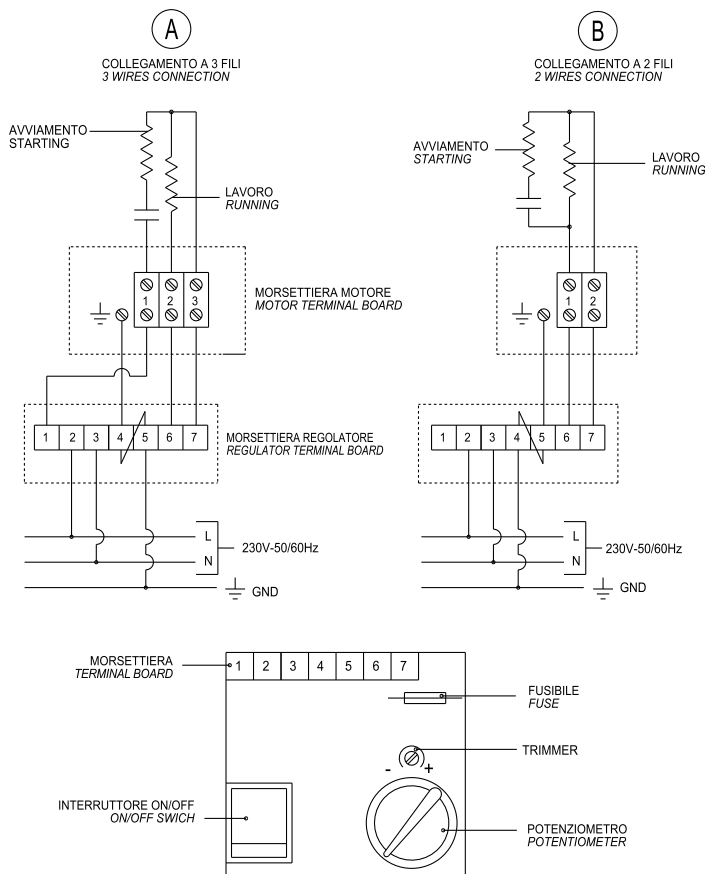 A
COLLEGAMENTO A 3 FILI
3 WIRES CONNECTION
AVVIAMENTO
STARTING
LAVORO
RUNNING
1 2 3
MORSETTIERA MOTORE
MOTOR TERMINAL BOARD
1 2 3 4 5 6 7
MORSETTIERA REGOLATORE
REGULATOR TERMINAL BOARD
L
N
230V-50/60Hz
GND
B
COLLEGAMENTO A 2 FILI
2 WIRES CONNECTION
AVVIAMENTO
STARTING
LAVORO
RUNNING
1 2
1 2 3 4 5 6 7
L
N
230V-50/60Hz
GND
MORSETTIERA
TERMINAL BOARD
1 2 3 4 5 6 7
FUSIBILE
FUSE
TRIMMER
- +
INTERRUTTORE ON/OFF
ON/OFF SWICH
POTENZIOMETRO
POTENTIOMETER